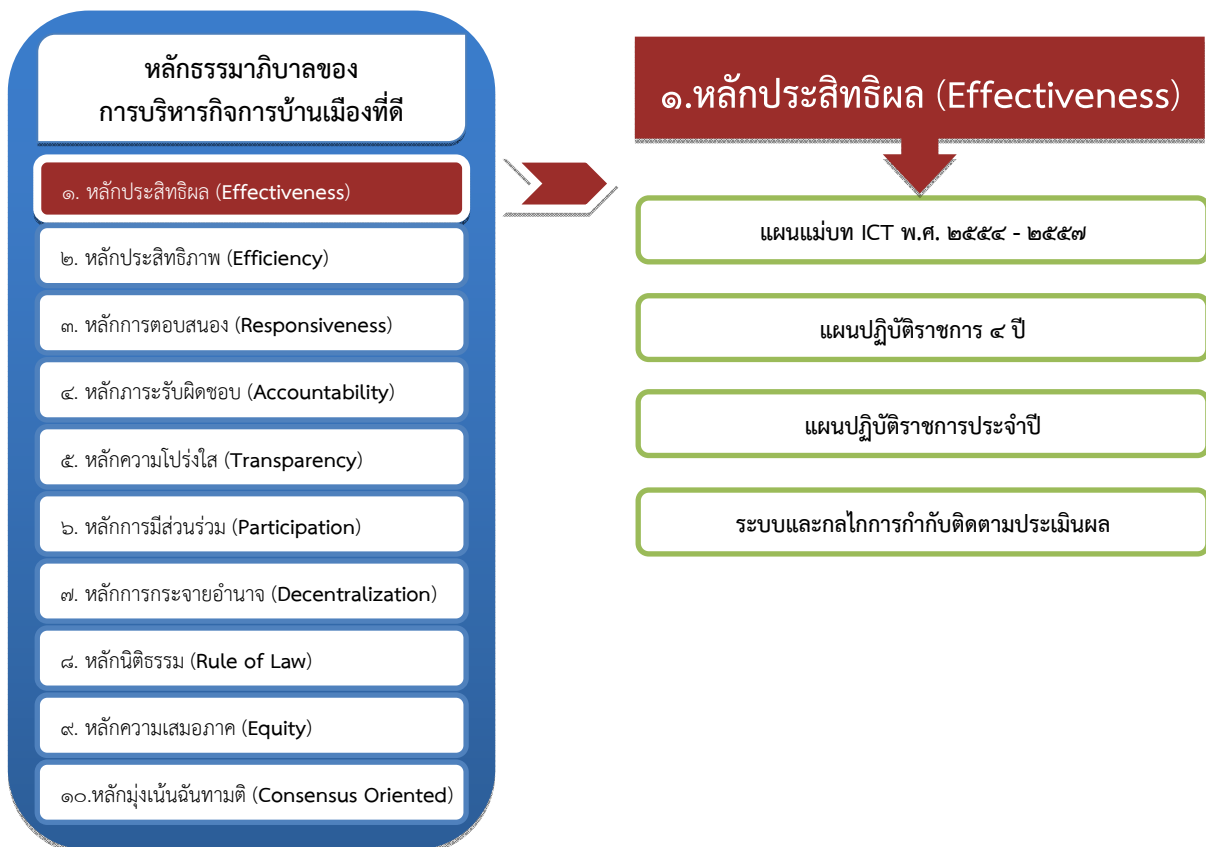 หลักธรรมาภิบาลของ
การบริหารกิจการบ้านเมืองที่ดี
๑. หลักประสิทธิผล (Effectiveness)
๒. หลักประสิทธิภาพ (Efficiency)
๓. หลักการตอบสนอง (Responsiveness)
๔. หลักภาระรับผิดชอบ (Accountability)
๕. หลักความโปร่งใส (Transparency)
๖. หลักการมีส่วนร่วม (Participation)
๗. หลักการกระจายอำนาจ (Decentralization)
๘. หลักนิติธรรม (Rule of Law)
๙. หลักความเสมอภาค (Equity)
๑๐.หลักมุ่งเน้นฉันทามติ (Consensus Oriented)
๑.หลักประสิทธิผล (Effectiveness)
แผนแม่บท ICT พ.ศ. ๒๕๕๔ - ๒๕๕๗
แผนปฏิบัติราชการ ๔ ปี
แผนปฏิบัติราชการประจำปี
ระบบและกลไกการกำกับติดตามประเมินผล